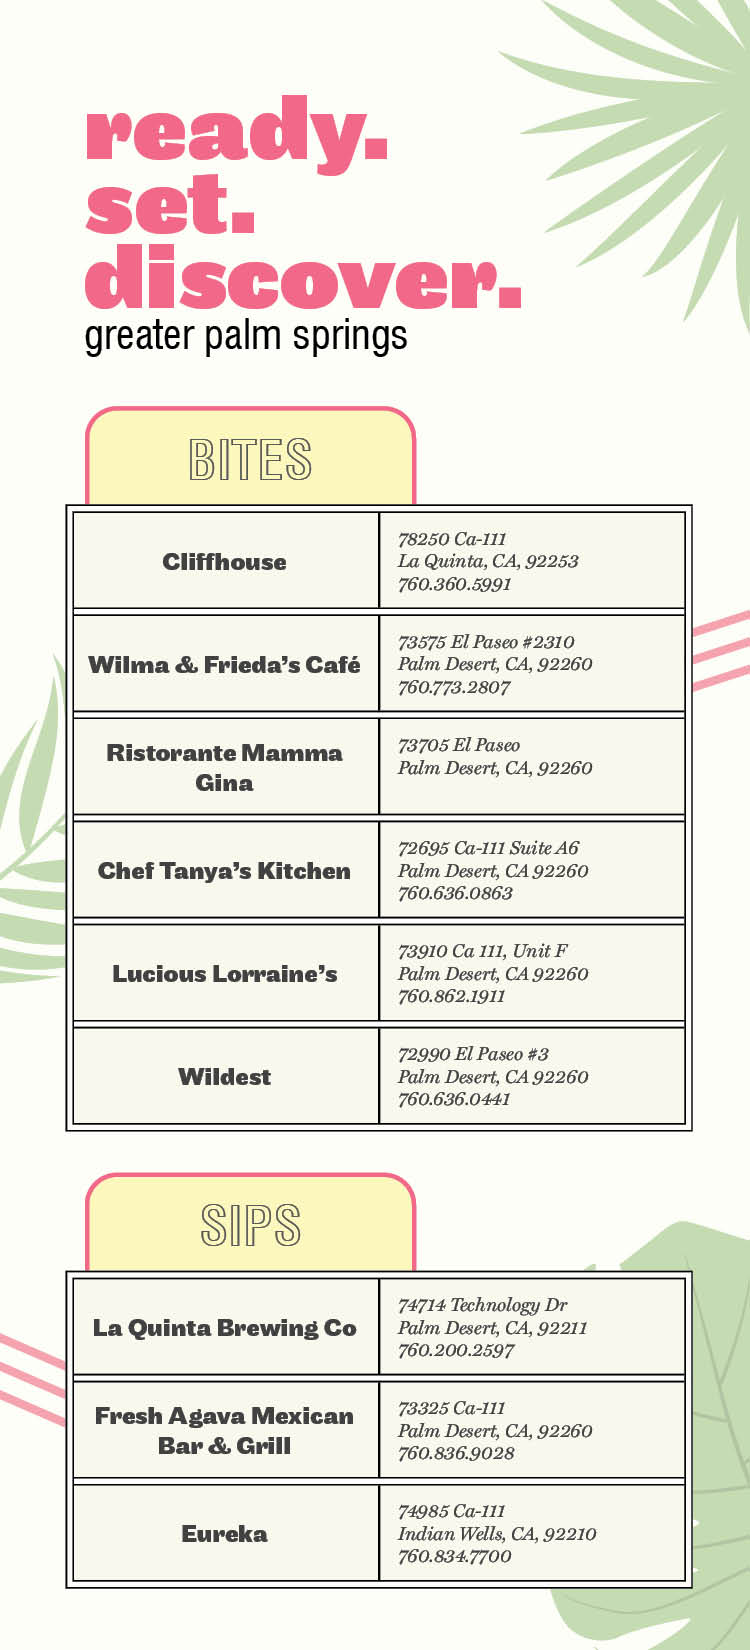 ready.
set.
discover.
greater palm springs
BITES
Cliffhouse
78250 Ca-111
La Quinta, CA, 92253
760.360.5991
Wilma & Frieda's Café
73575 El Paseo #2310
Palm Desert, CA, 92260
760.773.2807
Ristorante Mamma
Gina
73705 El Paseo
Palm Desert, CA, 92260
Chef Tanya's Kitchen
72695 Ca-111 Suite A6
Palm Desert, CA 92260
760.636.0863
Lucious Lorraine's
73910 Ca 111, Unit F
Palm Desert, CA 92260
760.862.1911
Wildest
72990 El Paseo #3
Palm Desert, CA 92260
760.636.0441
SIPS
La Quinta Brewing Co
74714 Technology Dr
Palm Desert, CA, 92211
760.200.2597
Fresh Agava Mexican
Bar & Grill
73325 Ca-111
Palm Desert, CA, 92260
760.836.9028
Eureka
74985 Ca-111
Indian Wells, CA, 92210
760.834.7700